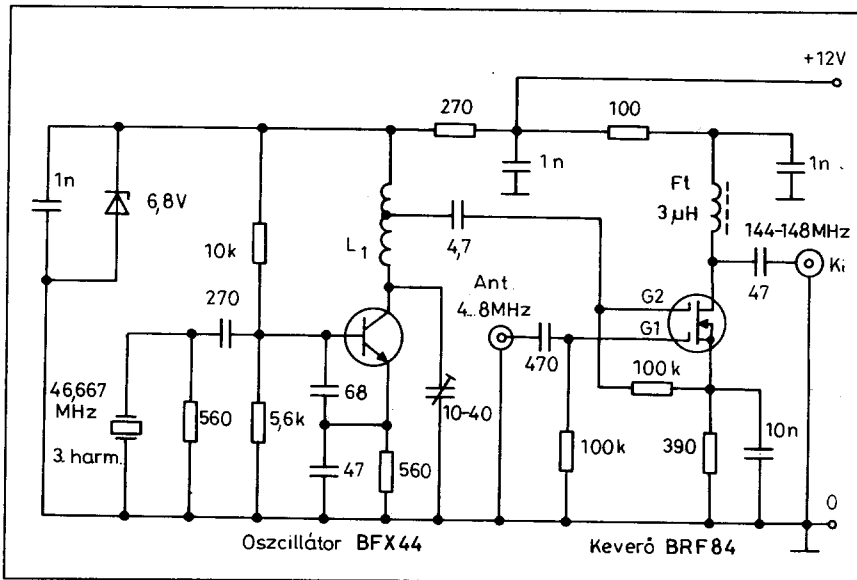 +12V
270
100
1n
6,8V
1n
1n
Ft
3 µH
10k
L1
4,7
144-148MHz
Ki
47
Ant.
4...8MHz
G2
G1
270
470
100k
46,667
MHz
3. harm.
560
5,6k
68
10-40
47
560
100k
390
10n
0
Oszcillátor BFX44
Keverő BRF84